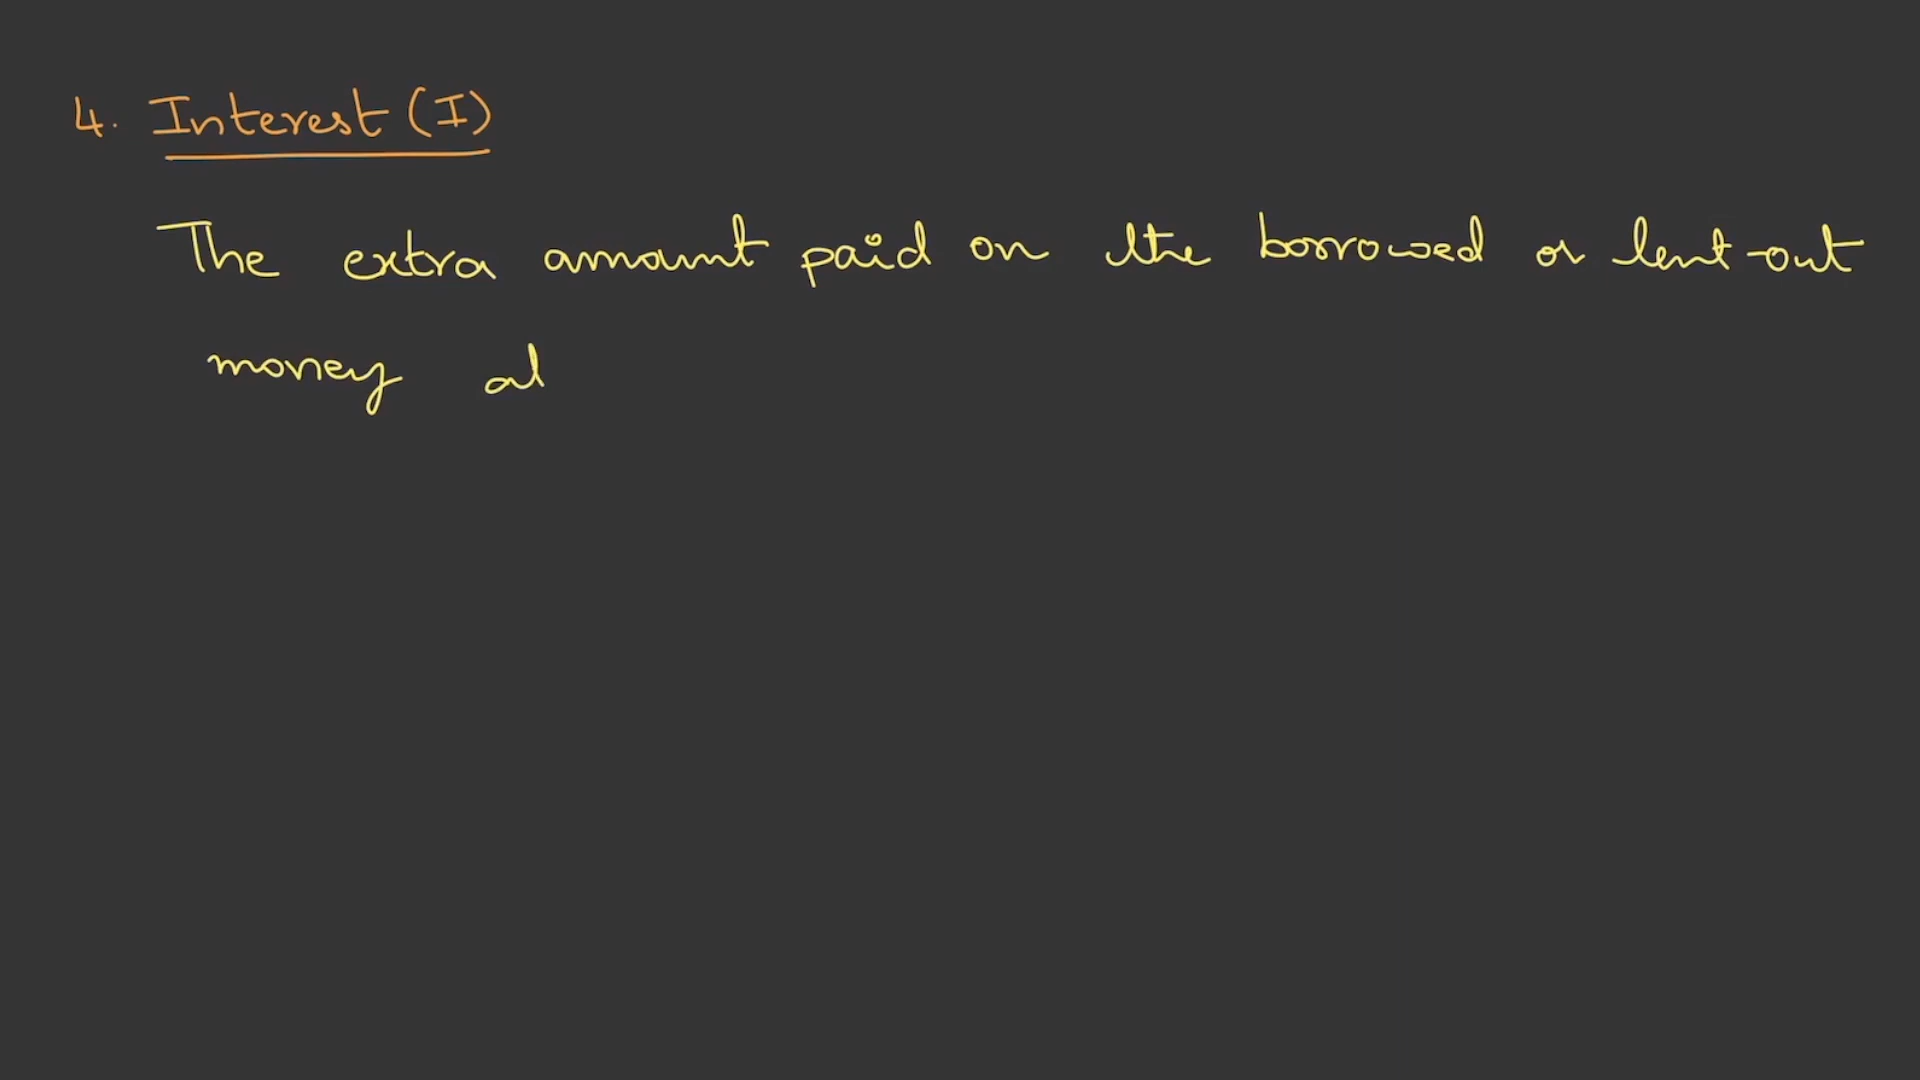 4. Interest (I)
The extra amount paid on the borrowed or lent-out
money al